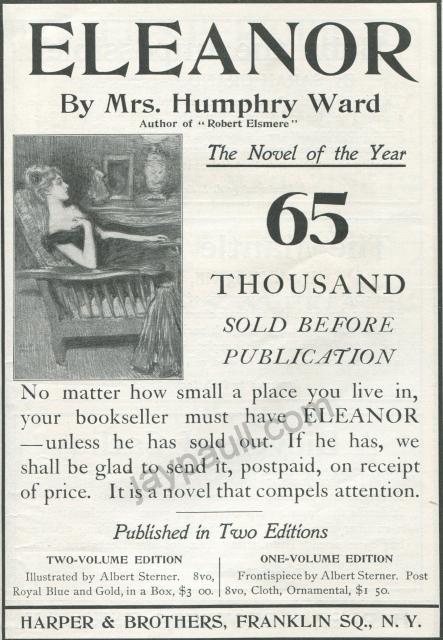 ELEANOR
By Mrs. Humphry Ward
Author of "Robert Elsmere"
The Novel of the Year
65
THOUSAND
SOLD BEFORE
PUBLICATION
No matter how small a place you live in,
your bookseller must have ELEANOR
—unless he has sold out. If he has, we
shall be glad to send it, postpaid, on receipt
of price. It is a novel that compels attention.
jaypaull.com
Published in Two Editions
TWO-VOLUME EDITION
Illustrated by Albert Sterner. 8vo,
Royal Blue and Gold, in a Box, $3 00.
ONE-VOLUME EDITION
Frontispiece by Albert Sterner. Post
8vo, Cloth, Ornamental, $1 50.
HARPER & BROTHERS, FRANKLIN SQ., N. Y.